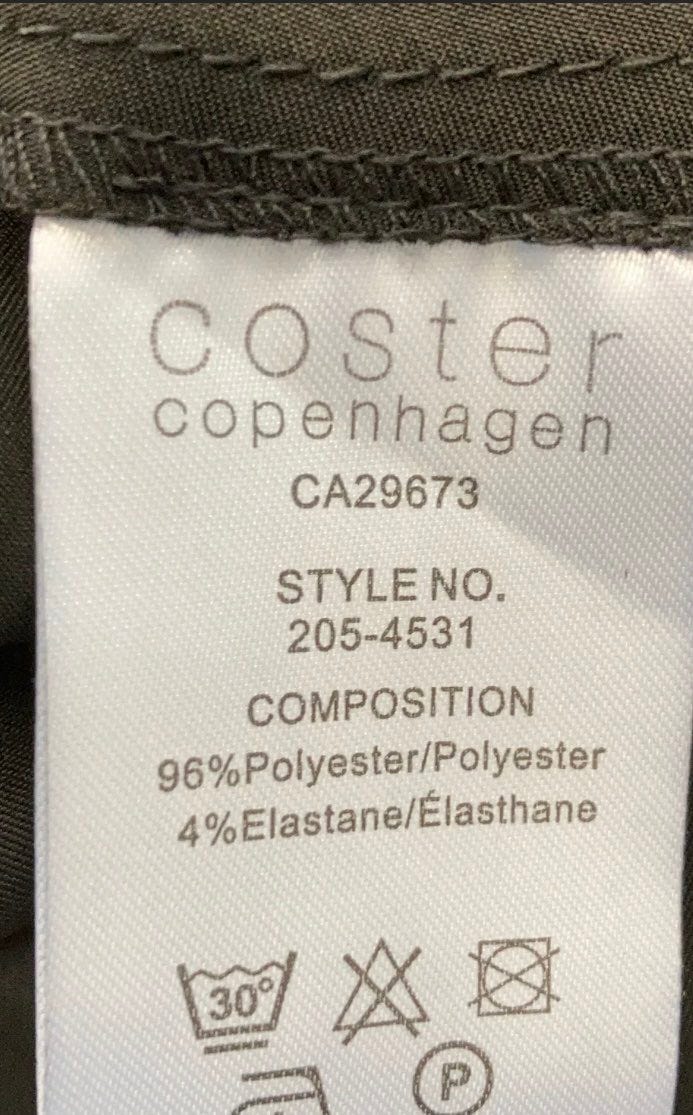 coster
copenhagen
CA29673
STYLE NO.
205-4531
COMPOSITION
96%Polyester/Polyester
4%Elastane/Élasthane
30°
P